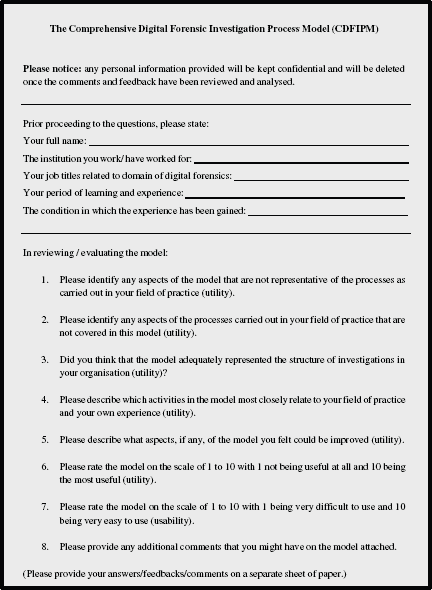 The Comprehensive Digital Forensic Investigation Process Model (CDFIPM)
Please notice: any personal information provided will be kept confidential and will be deleted
once the comments and feedback have been reviewed and analysed.
Prior proceeding to the questions, please state:
Your full name:
The institution you work/ have worked for:
Your job titles related to domain of digital forensics:
Your period of learning and experience:
The condition in which the experience has been gained:
In reviewing / evaluating the model:
1. Please identify any aspects of the model that are not representative of the processes as
carried out in your field of practice (utility).
2. Please identify any aspects of the processes carried out in your field of practice that are
not covered in this model (utility).
3. Did you think that the model adequately represented the structure of investigations in
your organisation (utility)?
4. Please describe which activities in the model most closely relate to your field of practice
and your own experience (utility).
5. Please describe what aspects, if any, of the model you felt could be improved (utility).
6. Please rate the model on the scale of 1 to 10 with 1 not being useful at all and 10 being
the most useful (utility).
7. Please rate the model on the scale of 1 to 10 with 1 being very difficult to use and 10
being very easy to use (usability).
8. Please provide any additional comments that you might have on the model attached.
(Please provide your answers/feedbacks/comments on a separate sheet of paper.)